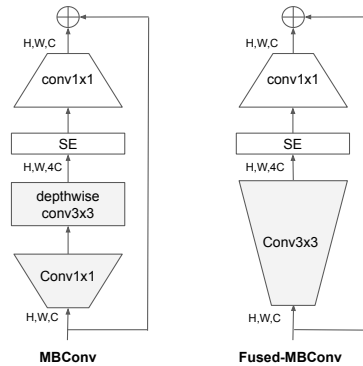 H,W,C
conv1x1
SE
H,W,4C
depthwise
conv3x3
Conv1x1
H,W,C
MBConv
H,W,C
conv1x1
SE
H,W,4C
Conv3x3
H,W,C
Fused-MBConv